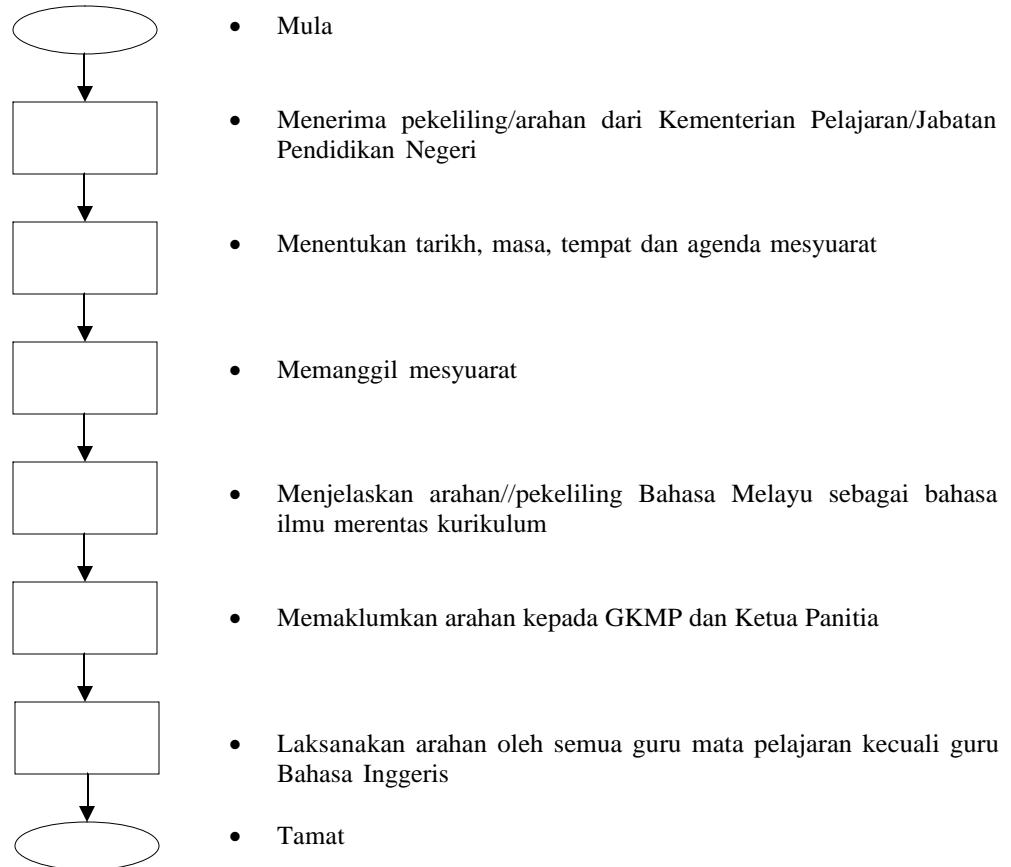 • Mula
• Menerima pekeliling/arahan dari Kementerian Pelajaran/Jabatan
Pendidikan Negeri
• Menentukan tarikh, masa, tempat dan agenda mesyuarat
• Memanggil mesyuarat
• Menjelaskan arahan//pekeliling Bahasa Melayu sebagai bahasa
ilmu merentas kurikulum
• Memaklumkan arahan kepada GKMP dan Ketua Panitia
• Laksanakan arahan oleh semua guru mata pelajaran kecuali guru
Bahasa Inggeris
• Tamat